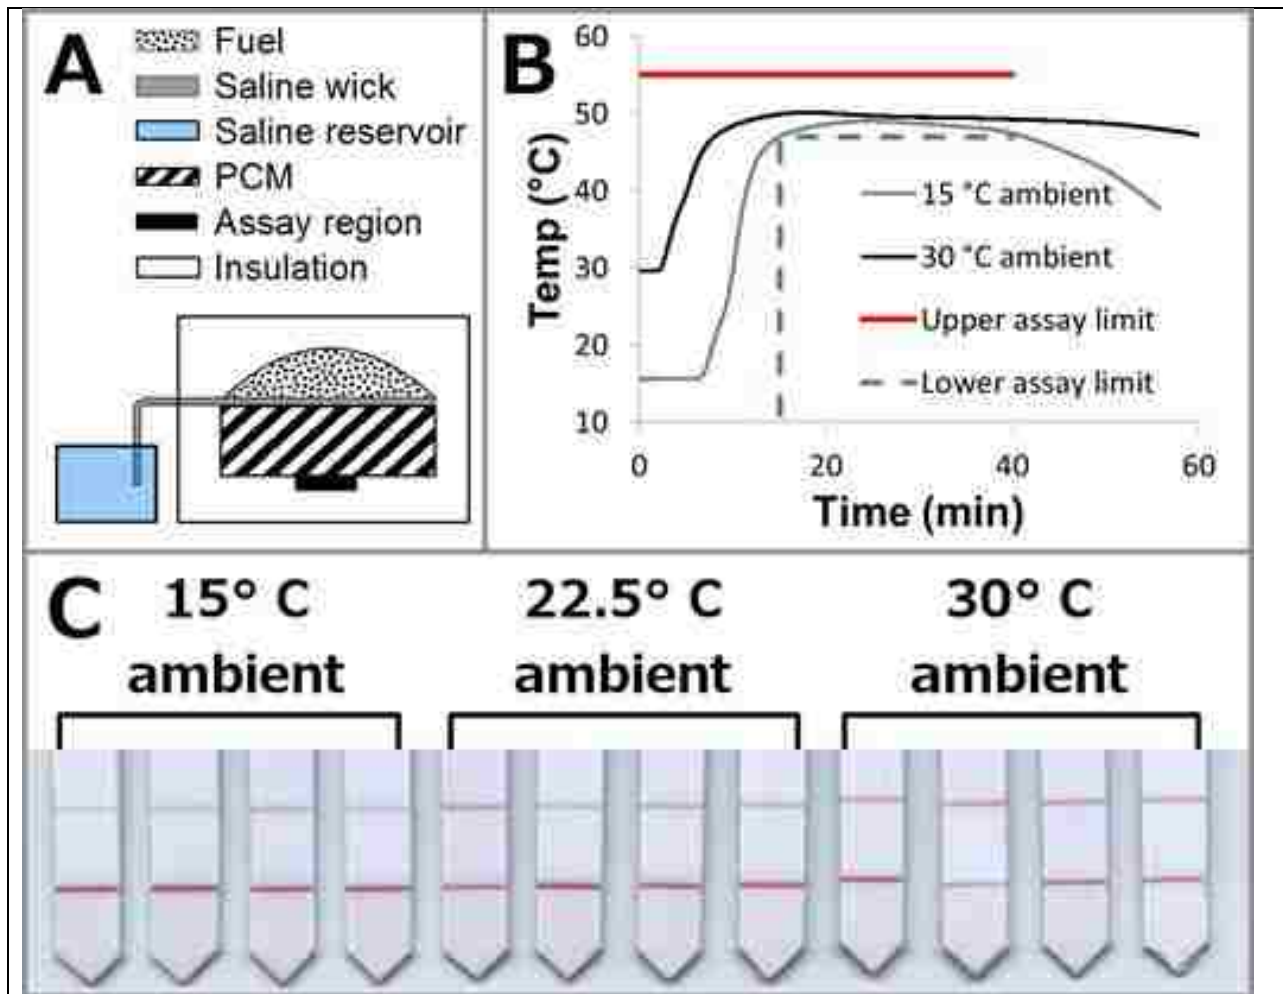 A
Fuel
Saline wick
Saline reservoir
PCM
Assay region
Insulation
B
Temp (°C)
60
50
40
30
20
10
15 °C ambient
30 °C ambient
Upper assay limit
Lower assay limit
0 20 40 60
Time (min)
C
15° C ambient
22.5° C ambient
30° C ambient